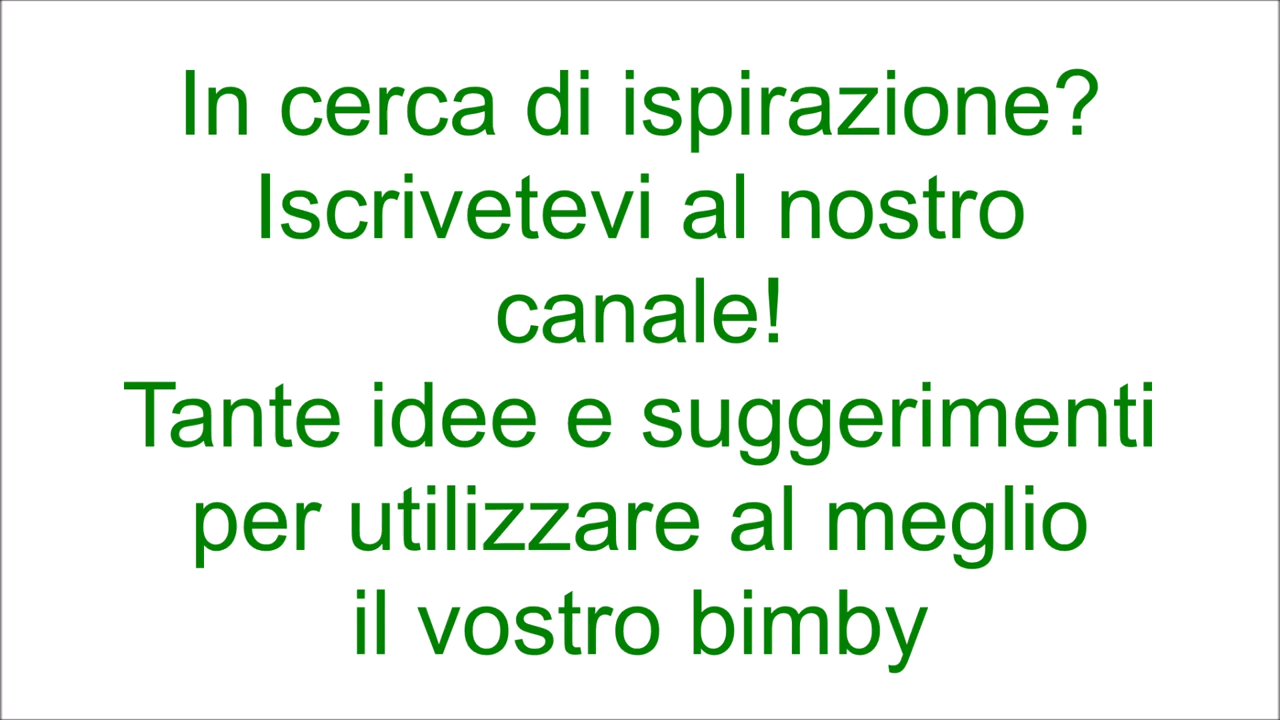 In cerca di ispirazione?
Iscrivetevi al nostro
canale!
Tante idee e suggerimenti
per utilizzare al meglio
il vostro bimby